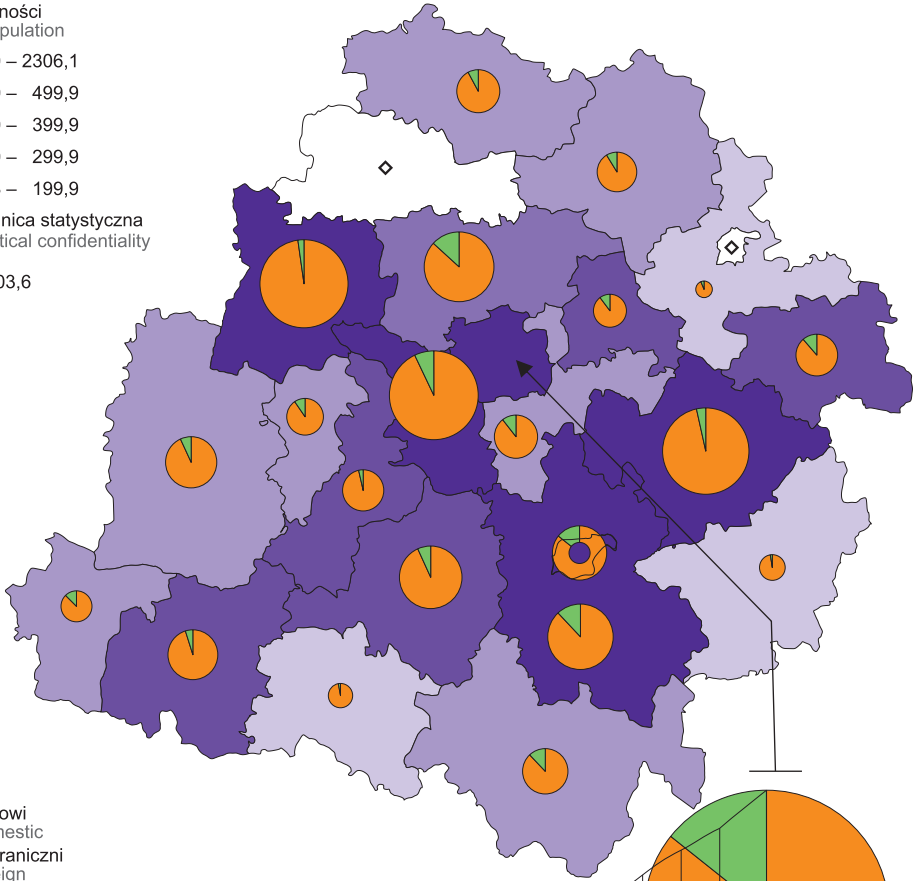 ności
pulation
– 2306,1
– 499,9
– 399,9
– 299,9
– 199,9
nica statystyczna
tical confidentiality
03,6
owi
nestic
raniczni
ign